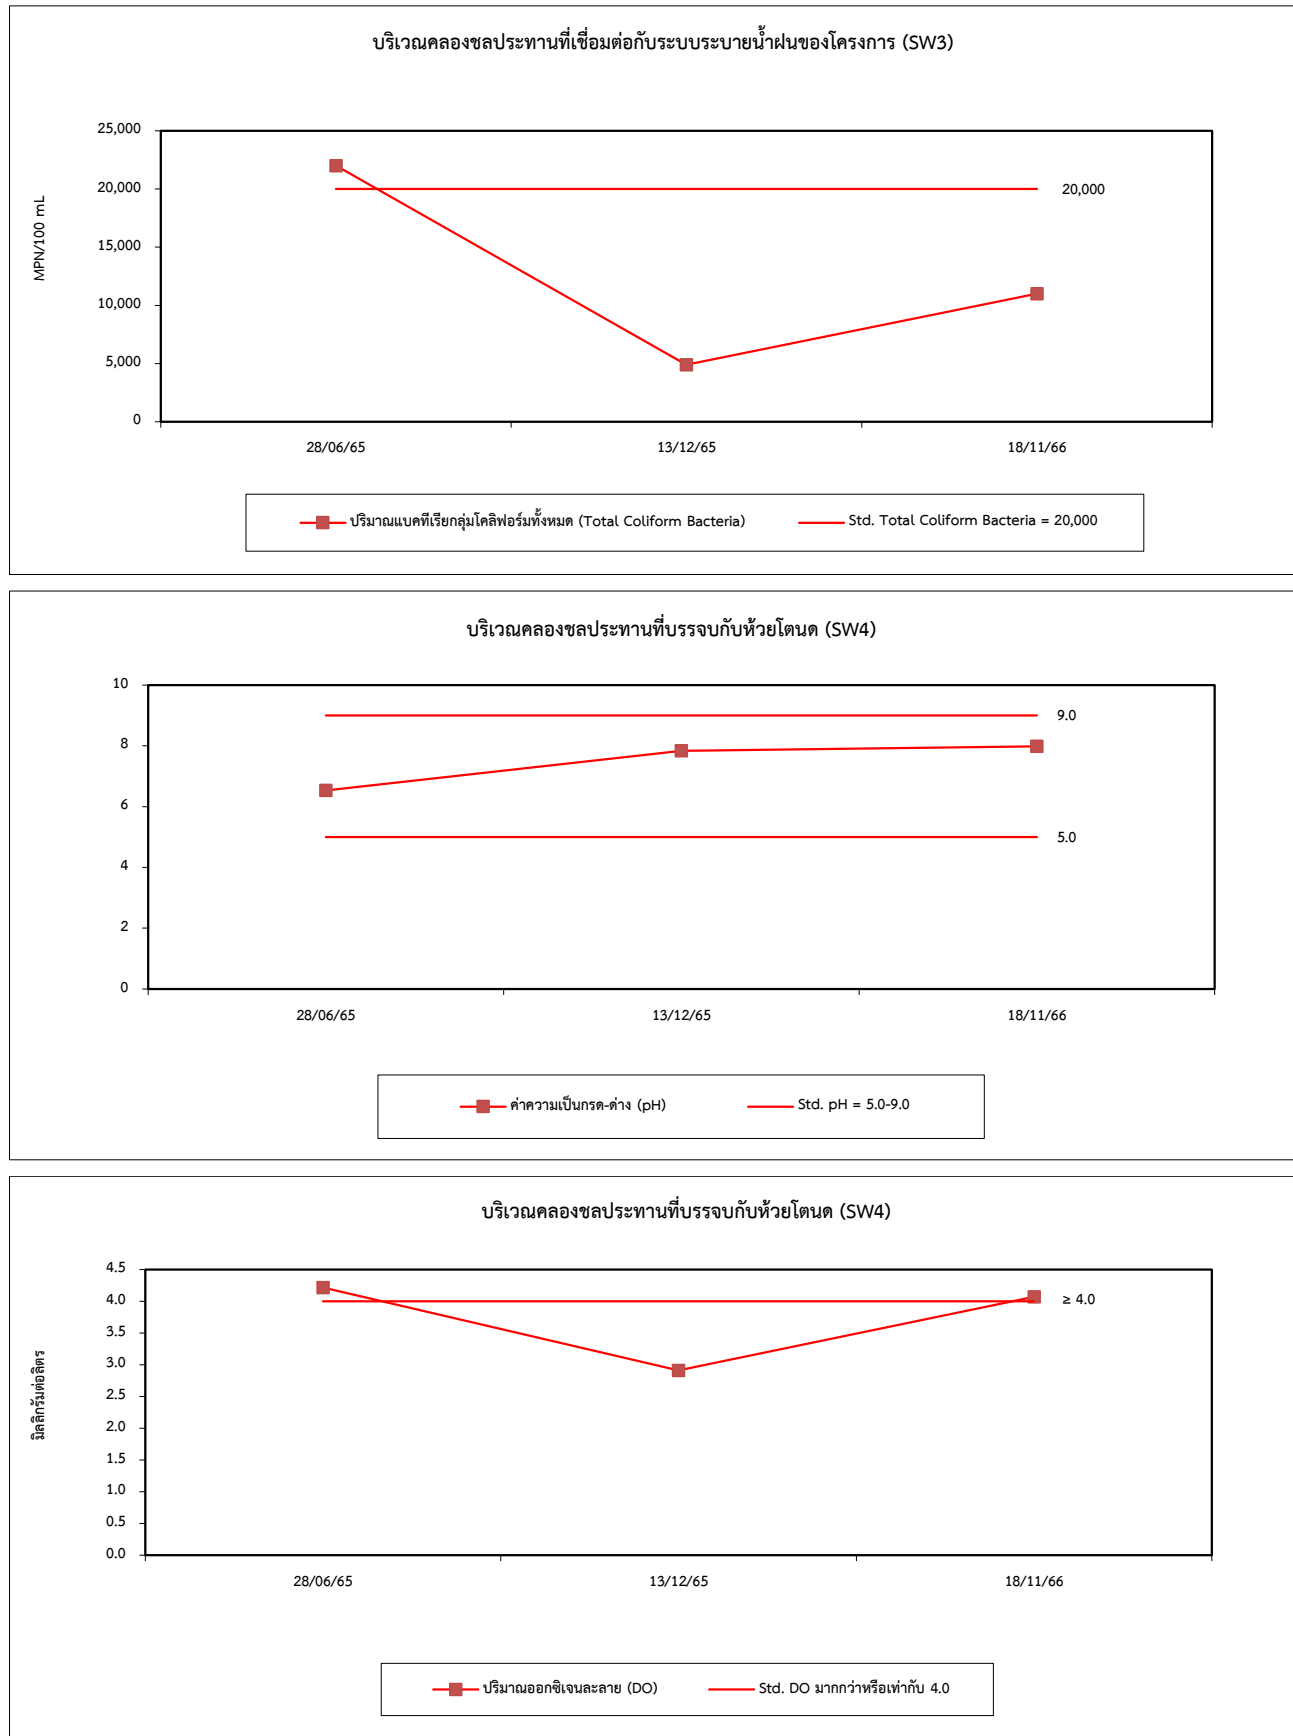 บริเวณคลองชลประทานที่เชื่อมต่อกับระบบระบายน้ำฝนของโครงการ (SW3)
25,000
20,000
15,000
10,000
5,000
0
MPN/100 mL
20,000
28/06/65 13/12/65 18/11/66
ปริมาณแบคทีเรียกลุ่มโคลิฟอร์มทั้งหมด (Total Coliform Bacteria) Std. Total Coliform Bacteria = 20,000
บริเวณคลองชลประทานที่บรรจบกับห้วยโตนด (SW4)
10
8
6
4
2
0
9.0
5.0
28/06/65 13/12/65 18/11/66
ค่าความเป็นกรด-ด่าง (pH) Std. pH = 5.0-9.0
บริเวณคลองชลประทานที่บรรจบกับห้วยโตนด (SW4)
4.5
4.0
3.5
3.0
2.5
2.0
1.5
1.0
0.5
0.0
มิลลิกรัมต่อลิตร
≥ 4.0
28/06/65 13/12/65 18/11/66
ปริมาณออกซิเจนละลาย (DO) Std. DO มากกว่าหรือเท่ากับ 4.0